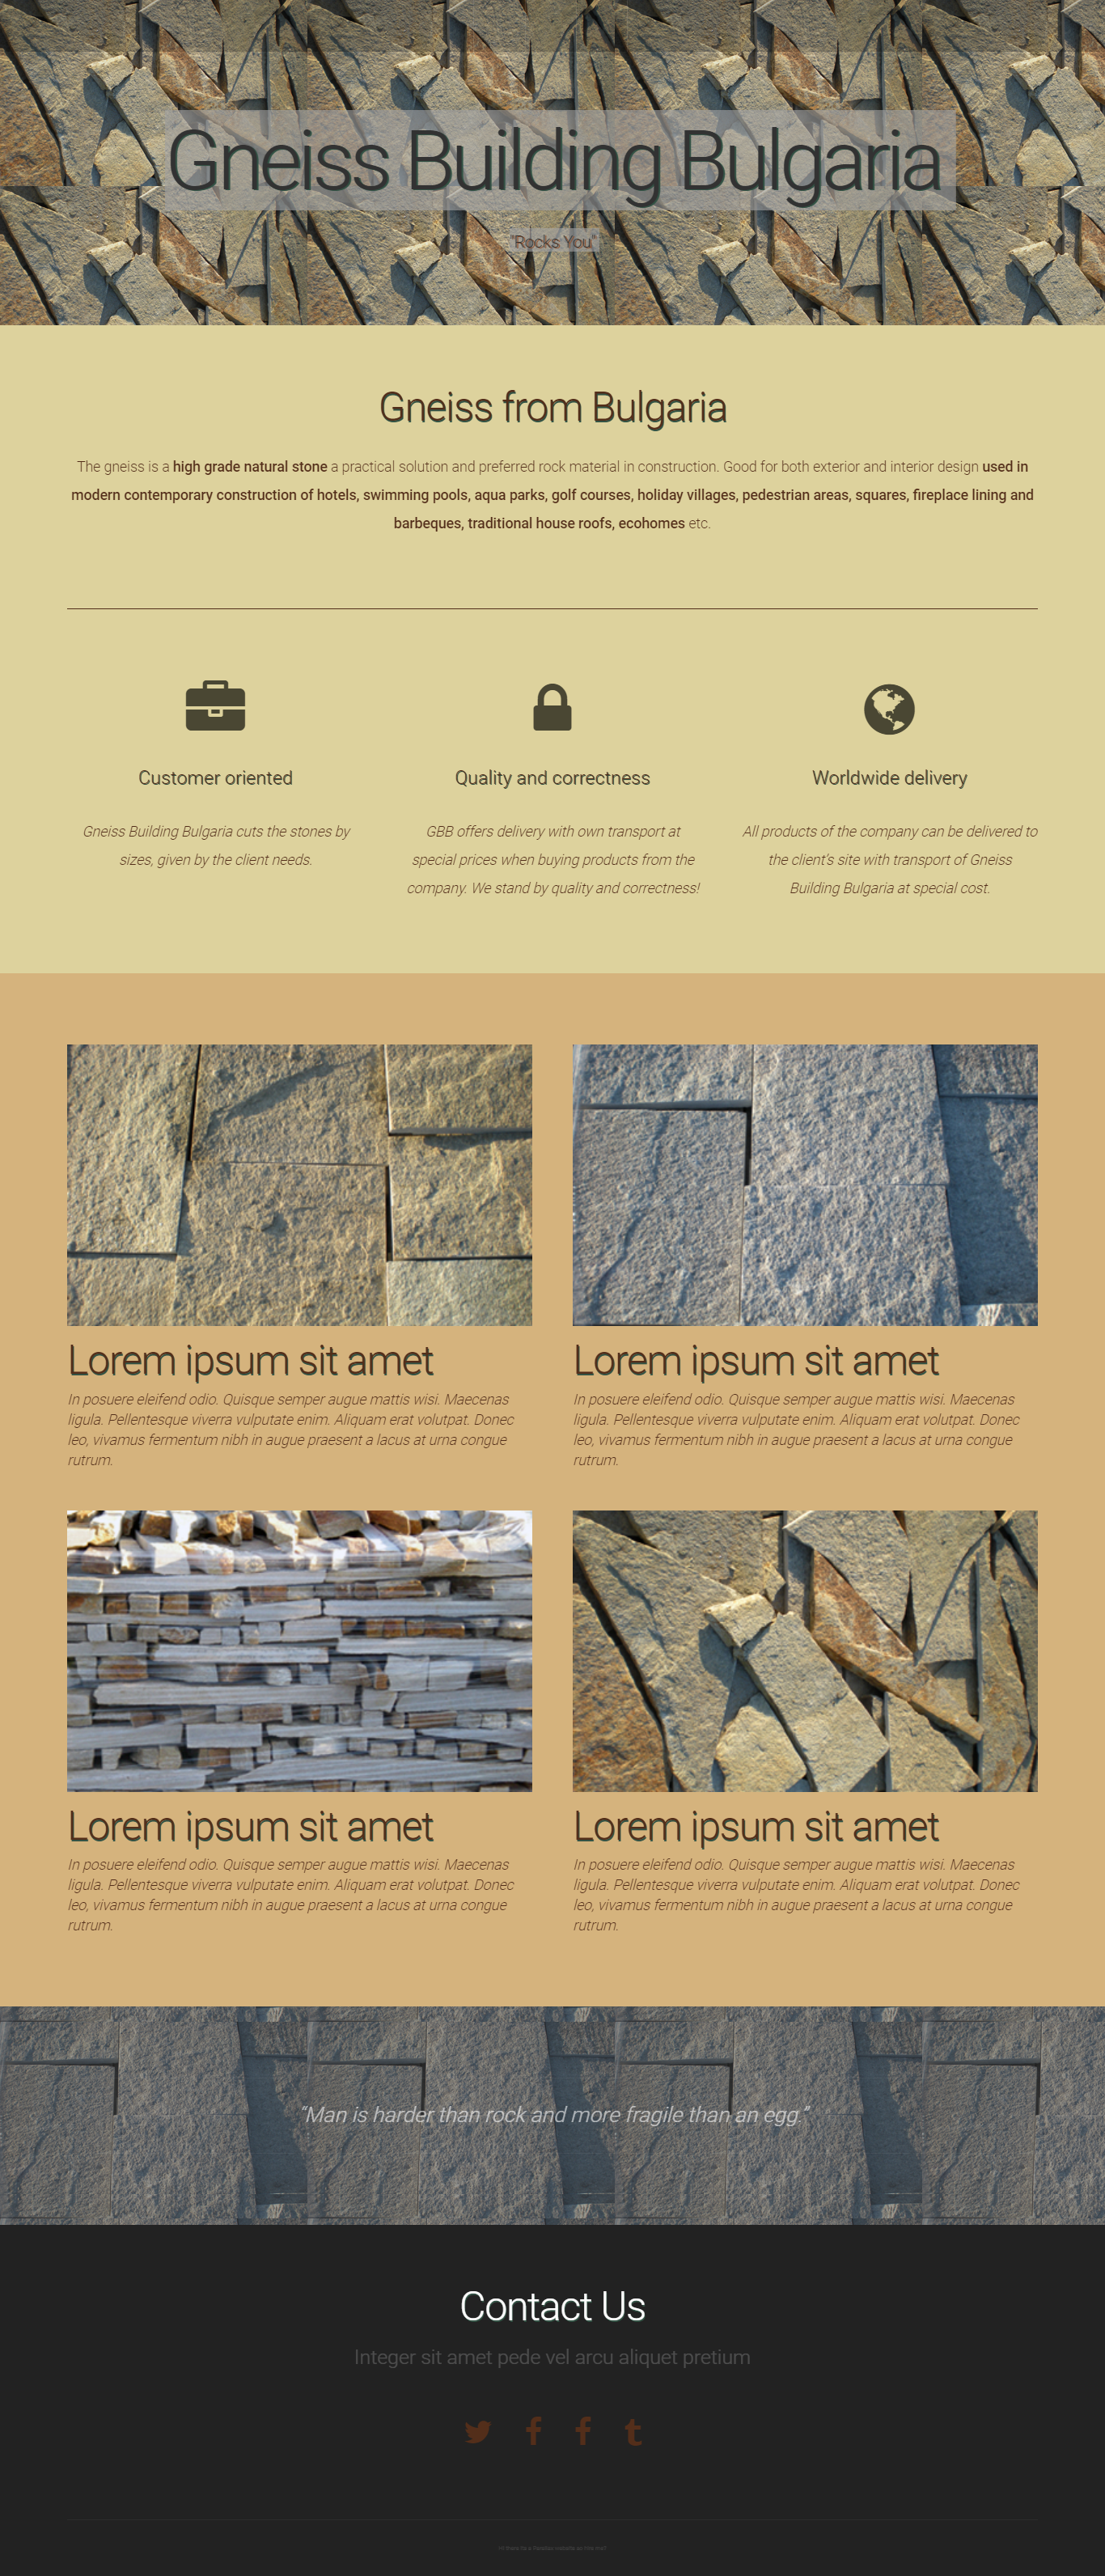 Gneiss Building Bulgaria
"Rocks You"
Gneiss from Bulgaria
The gneiss is a high grade natural stone a practical solution and preferred rock material in construction. Good for both exterior and interior design used in
modern contemporary construction of hotels, swimming pools, aqua parks, golf courses, holiday villages, pedestrian areas, squares, fireplace lining and
barbeques, traditional house roofs, ecohomes etc.
Customer oriented
Gneiss Building Bulgaria cuts the stones by
sizes, given by the client needs.
Quality and correctness
GBB offers delivery with own transport at
special prices when buying products from the
company. We stand by quality and correctness!
Worldwide delivery
All products of the company can be delivered to
the client's site with transport of Gneiss
Building Bulgaria at special cost.
Lorem ipsum sit amet
In posuere eleifend odio. Quisque semper augue mattis wisi. Maecenas
ligula. Pellentesque viverra vulputate enim. Aliquam erat volutpat. Donec
leo, vivamus fermentum nibh in augue praesent a lacus at urna congue
rutrum.
Lorem ipsum sit amet
In posuere eleifend odio. Quisque semper augue mattis wisi. Maecenas
ligula. Pellentesque viverra vulputate enim. Aliquam erat volutpat. Donec
leo, vivamus fermentum nibh in augue praesent a lacus at urna congue
rutrum.
Lorem ipsum sit amet
In posuere eleifend odio. Quisque semper augue mattis wisi. Maecenas
ligula. Pellentesque viverra vulputate enim. Aliquam erat volutpat. Donec
leo, vivamus fermentum nibh in augue praesent a lacus at urna congue
rutrum.
Lorem ipsum sit amet
In posuere eleifend odio. Quisque semper augue mattis wisi. Maecenas
ligula. Pellentesque viverra vulputate enim. Aliquam erat volutpat. Donec
leo, vivamus fermentum nibh in augue praesent a lacus at urna congue
rutrum.
“Man is harder than rock and more fragile than an egg.”
Contact Us
Integer sit amet pede vel arcu aliquet pretium